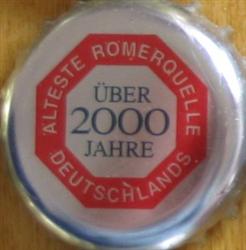 ÄLTESTE RÖMERQUELLE
ÜBER
2000
JAHRE
DEUTSCHLANDS